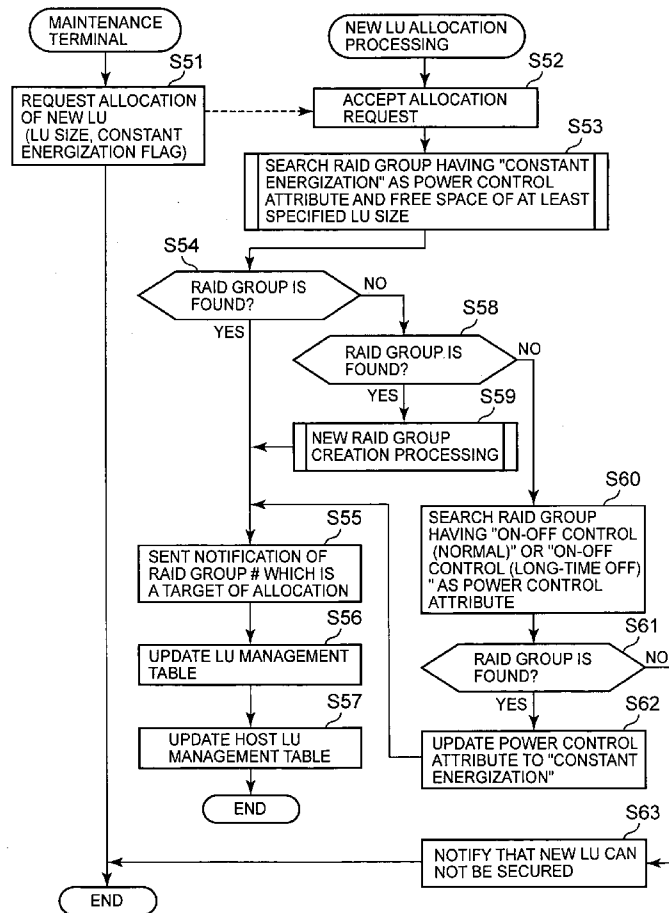 MAINTENANCE
TERMINAL
NEW LU ALLOCATION
PROCESSING
S51
REQUEST ALLOCATION
OF NEW LU
(LU SIZE, CONSTANT
ENERGIZATION FLAG)
S52
ACCEPT ALLOCATION
REQUEST
S53
SEARCH RAID GROUP HAVING "CONSTANT
ENERGIZATION" AS POWER CONTROL
ATTRIBUTE AND FREE SPACE OF AT LEAST
SPECIFIED LU SIZE
S54
RAID GROUP IS
FOUND?
NO
YES
S58
RAID GROUP IS
FOUND?
NO
YES
S59
NEW RAID GROUP
CREATION PROCESSING
S60
SEARCH RAID GROUP
HAVING "ON-OFF CONTROL
(NORMAL)" OR "ON-OFF
CONTROL (LONG-TIME OFF)
" AS POWER CONTROL
ATTRIBUTE
S55
SENT NOTIFICATION OF
RAID GROUP # WHICH IS
A TARGET OF ALLOCATION
S56
UPDATE LU MANAGEMENT
TABLE
S61
RAID GROUP IS
FOUND?
NO
YES
S57
UPDATE HOST LU
MANAGEMENT TABLE
S62
UPDATE POWER CONTROL
ATTRIBUTE TO "CONSTANT
ENERGIZATION"
END
S63
NOTIFY THAT NEW LU CAN
NOT BE SECURED
END